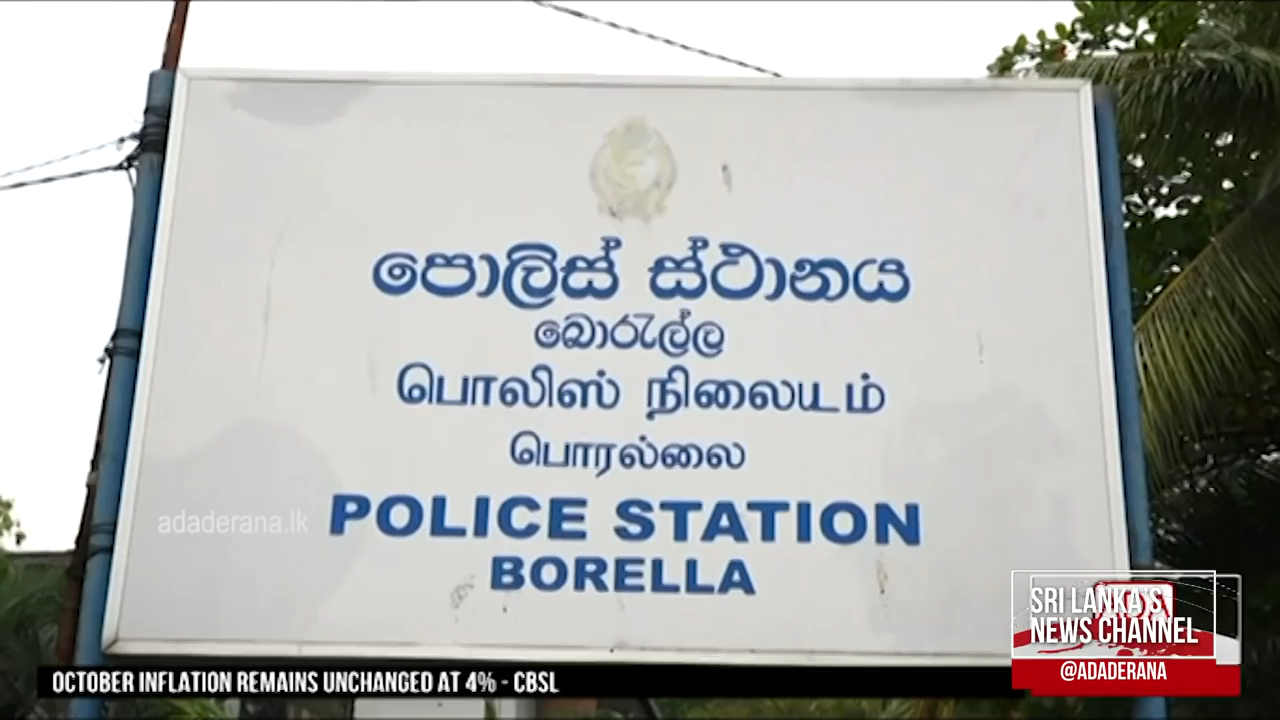 පොලිස් ස්ථානය
බොරැල්ල
பொலிஸ் நிலையம்
பொரல்லை
adaderana.lk
POLICE STATION
BORELLA
SRI LANKA'S
NEWS CHANNEL
@ADADERANA
OCTOBER INFLATION REMAINS UNCHANGED AT 4% - CBSL